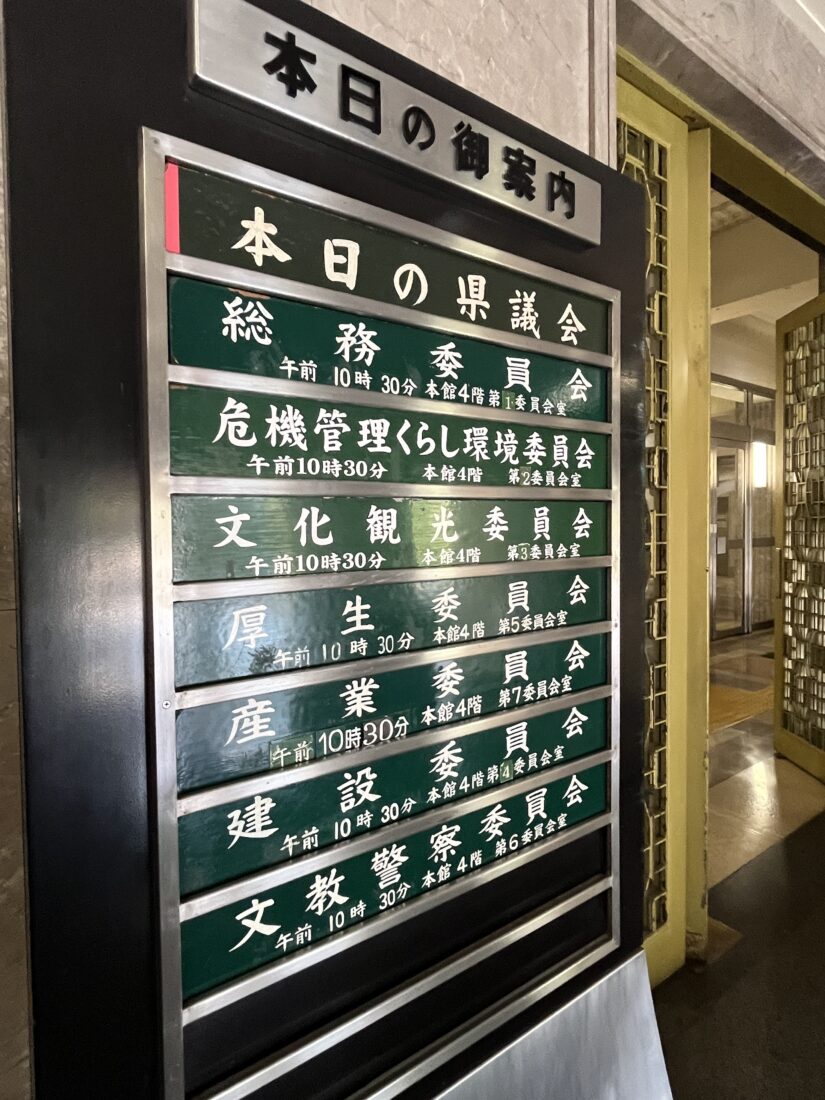 本日の御案内
本日の県議会
総務委員会
午前 10時 30分 本館4階第1委員会室
危機管理くらし環境委員会
午前10時30分 本館4階 第2委員会室
文化観光委員会
午前10時30分 本館4階 第3委員会室
厚生委員会
午前 10時 30分 本館4階 第5委員会室
産業委員会
午前 10時30分 本館4階 第7委員会室
建設委員会
午前 10時 30分 本館4階第4委員会室
文教警察委員会
午前 10時 30分 本館4階 第6委員会室